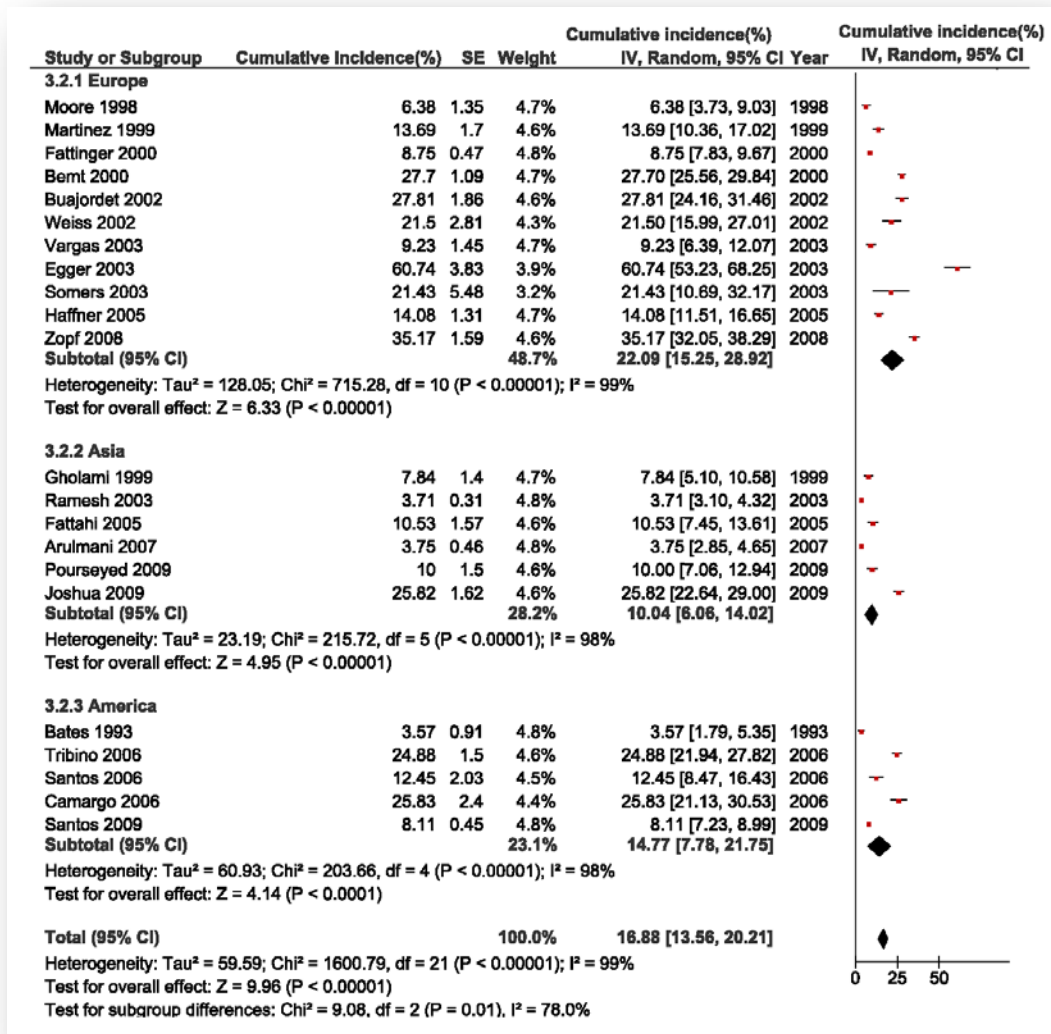 Cumulative incidence(%) Cumulative incidence(%)
Study or Subgroup Cumulative Incidence(%) SE Weight IV, Random, 95% CI Year IV, Random, 95% CI
3.2.1 Europe
Moore 1998 6.38 1.35 4.7% 6.38 [3.73, 9.03] 1998
Martinez 1999 13.69 1.7 4.6% 13.69 [10.36, 17.02] 1999
Fattinger 2000 8.75 0.47 4.8% 8.75 [7.83, 9.67] 2000
Bemt 2000 27.7 1.09 4.7% 27.70 [25.56, 29.84] 2000
Buajordet 2002 27.81 1.86 4.6% 27.81 [24.16, 31.46] 2002
Weiss 2002 21.5 2.81 4.3% 21.50 [15.99, 27.01] 2002
Vargas 2003 9.23 1.45 4.7% 9.23 [6.39, 12.07] 2003
Egger 2003 60.74 3.83 3.9% 60.74 [53.23, 68.25] 2003
Somers 2003 21.43 5.48 3.2% 21.43 [10.69, 32.17] 2003
Haffner 2005 14.08 1.31 4.7% 14.08 [11.51, 16.65] 2005
Zopf 2008 35.17 1.59 4.6% 35.17 [32.05, 38.29] 2008
Subtotal (95% CI) 48.7% 22.09 [15.25, 28.92]
Heterogeneity: Tau² = 128.05; Chi² = 715.28, df = 10 (P < 0.00001); I² = 99%
Test for overall effect: Z = 6.33 (P < 0.00001)
3.2.2 Asia
Gholami 1999 7.84 1.4 4.7% 7.84 [5.10, 10.58] 1999
Ramesh 2003 3.71 0.31 4.8% 3.71 [3.10, 4.32] 2003
Fattahi 2005 10.53 1.57 4.6% 10.53 [7.45, 13.61] 2005
Arulmani 2007 3.75 0.46 4.8% 3.75 [2.85, 4.65] 2007
Pourseyed 2009 10 1.5 4.6% 10.00 [7.06, 12.94] 2009
Joshua 2009 25.82 1.62 4.6% 25.82 [22.64, 29.00] 2009
Subtotal (95% CI) 28.2% 10.04 [6.06, 14.02]
Heterogeneity: Tau² = 23.19; Chi² = 215.72, df = 5 (P < 0.00001); I² = 98%
Test for overall effect: Z = 4.95 (P < 0.00001)
3.2.3 America
Bates 1993 3.57 0.91 4.8% 3.57 [1.79, 5.35] 1993
Tribino 2006 24.88 1.5 4.6% 24.88 [21.94, 27.82] 2006
Santos 2006 12.45 2.03 4.5% 12.45 [8.47, 16.43] 2006
Camargo 2006 25.83 2.4 4.4% 25.83 [21.13, 30.53] 2006
Santos 2009 8.11 0.45 4.8% 8.11 [7.23, 8.99] 2009
Subtotal (95% CI) 23.1% 14.77 [7.78, 21.75]
Heterogeneity: Tau² = 60.93; Chi² = 203.66, df = 4 (P < 0.00001); I² = 98%
Test for overall effect: Z = 4.14 (P < 0.0001)
Total (95% CI) 100.0% 16.88 [13.56, 20.21]
Heterogeneity: Tau² = 59.59; Chi² = 1600.79, df = 21 (P < 0.00001); I² = 99%
Test for overall effect: Z = 9.96 (P < 0.00001)
Test for subgroup differences: Chi² = 9.08, df = 2 (P = 0.01), I² = 78.0%
0 25 50